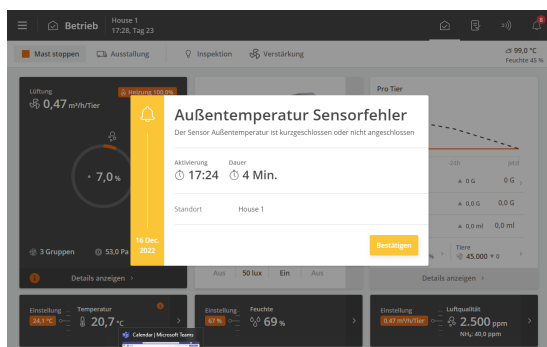 Betrieb
House 1
17:28, Tag 23
Mast stoppen
Ausstallung
Inspektion
Verstärkung
99,0 °C
Feuchte 45 %
Lüftung
Heizung 100,0%
0,47 m³/h/Tier
7,0 %
3 Gruppen
53,0 Pa
Details anzeigen
Außentemperatur Sensorfehler
Der Sensor Außentemperatur ist kurzgeschlossen oder nicht angeschlossen
Aktivierung
Dauer
17:24
4 Min.
Standort
House 1
16 Dec.
2022
Bestätigen
Aus
50 lux
Ein
Aus
Pro Tier
-24h
Jetzt
0 G
0 G
0,0 G
0,0 G
0,0 ml
0,0 ml
%
Tiere
45.000
0
Details anzeigen
Einstellung
24,1 °C
Temperatur
20,7 °C
Einstellung
67 %
Feuchte
69 %
Einstellung
0,47 m³/h/Tier
Luftqualität
2.500 ppm
NH₃: 40,0 ppm
Calendar | Microsoft Teams